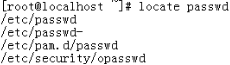 [root@localhost ~]# locate passwd
/etc/passwd
/etc/passwd-
/etc/pam.d/passwd
/etc/security/opasswd